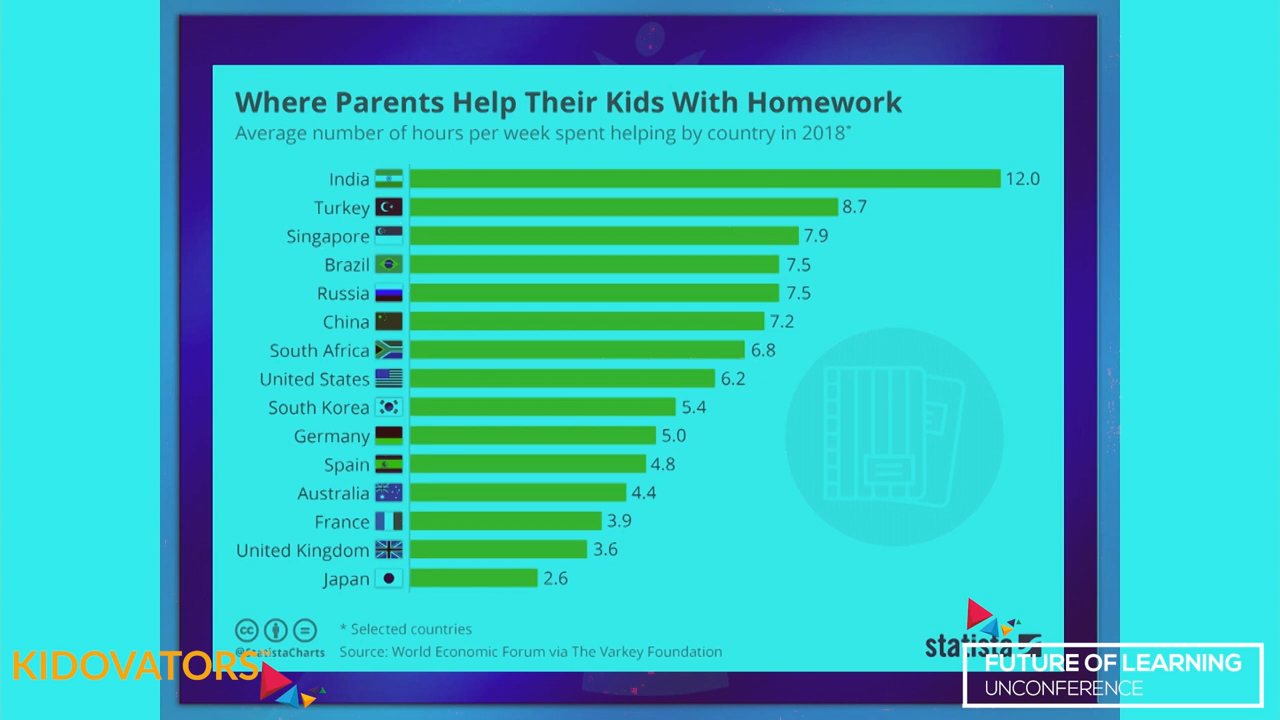 Where Parents Help Their Kids With Homework
Average number of hours per week spent helping by country in 2018*
India 12.0
Turkey 8.7
Singapore 7.9
Brazil 7.5
Russia 7.5
China 7.2
South Africa 6.8
United States 6.2
South Korea 5.4
Germany 5.0
Spain 4.8
Australia 4.4
France 3.9
United Kingdom 3.6
Japan 2.6
cc
* Selected countries
@StatistaCharts Source: World Economic Forum via The Varkey Foundation
statista
KIDOVATORS
FUTURE OF LEARNING
UNCONFERENCE